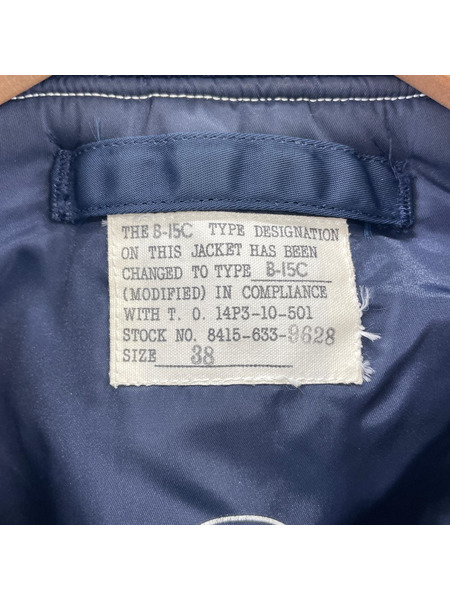 THE B-15C TYPE DESIGNATION
ON THIS JACKET HAS BEEN
CHANGED TO TYPE B-15C
(MODIFIED) IN COMPLIANCE
WITH T. O. 14P3-10-501
STOCK NO. 8415-633-9628
SIZE 38